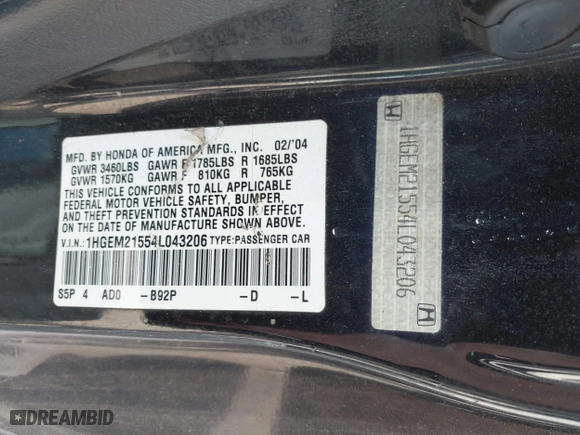 MFD. BY HONDA OF AMERICA MFG., INC. 02/'04
GVWR 3460LBS GAWR F 1785LBS R 1685LBS
GVWR 1570KG F 810KG R 765KG
THIS VEHICLE CONFORMS TO ALL APPLICABLE
FEDERAL MOTOR VEHICLE SAFETY, BUMPER,
AND THEFT PREVENTION STANDARDS IN EFFECT
ON THE DATE OF MANUFACTURE SHOWN ABOVE.
V.I.N.: 1HGEM21554L043206 TYPE: PASSENGER CAR
S5P 4 AD0 –B92P –D –L
1HGEM21554L043206
DREAMBID